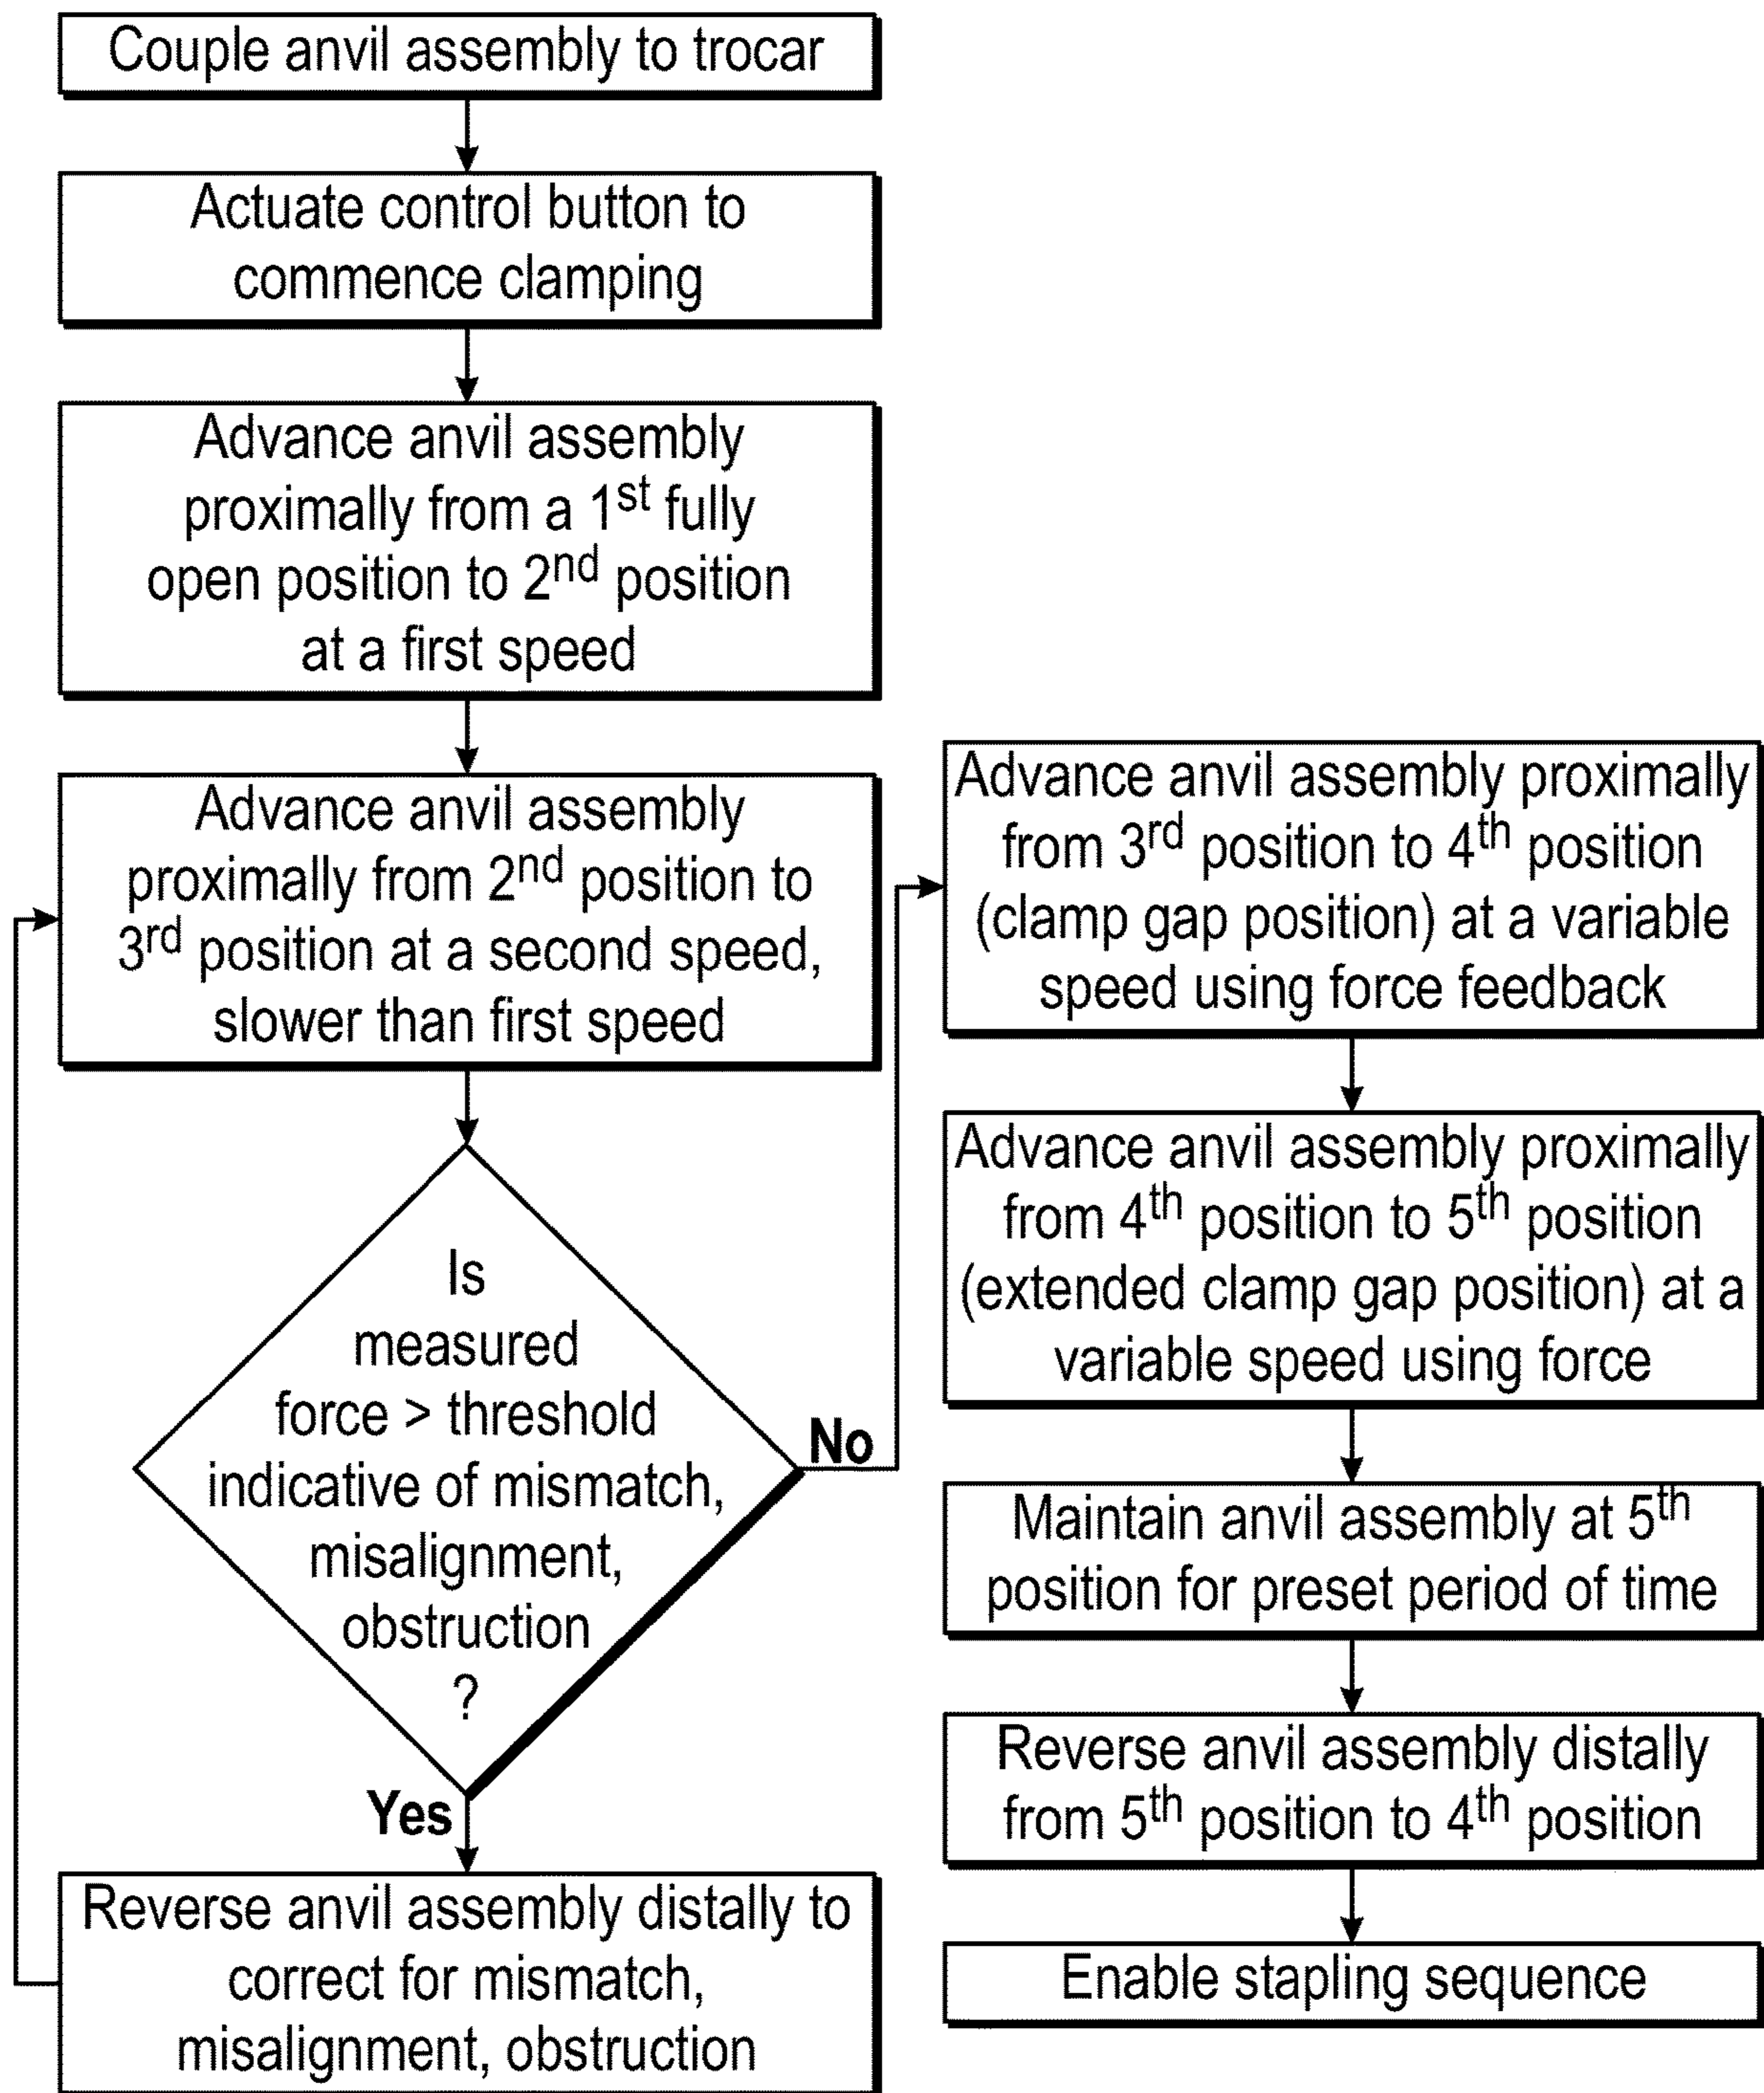 Couple anvil assembly to trocar
Actuate control button to
commence clamping
Advance anvil assembly
proximally from a 1st fully
open position to 2nd position
at a first speed
Advance anvil assembly
proximally from 2nd position to
3rd position at a second speed,
slower than first speed
Is
measured
force > threshold
indicative of mismatch,
misalignment,
obstruction
?
Yes
No
Reverse anvil assembly distally to
correct for mismatch,
misalignment, obstruction
Advance anvil assembly proximally
from 3rd position to 4th position
(clamp gap position) at a variable
speed using force feedback
Advance anvil assembly proximally
from 4th position to 5th position
(extended clamp gap position) at a
variable speed using force
Maintain anvil assembly at 5th
position for preset period of time
Reverse anvil assembly distally
from 5th position to 4th position
Enable stapling sequence